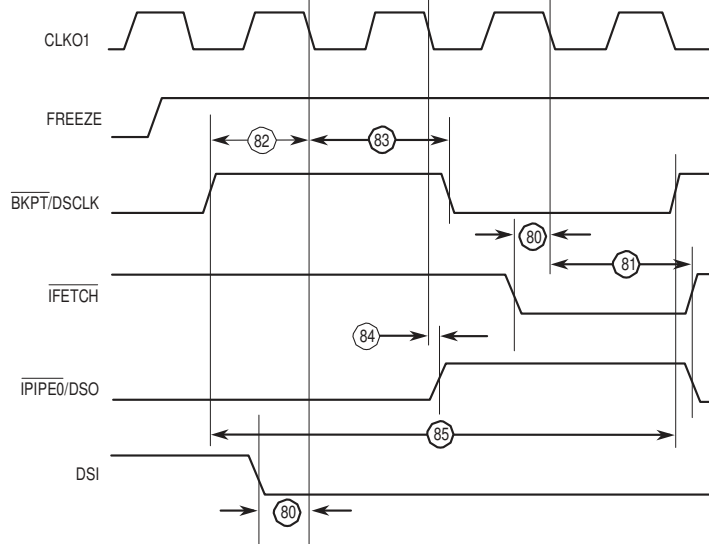 CLKO1
FREEZE
82
83
BKPT/DSCLK
80
81
IFETCH
84
IPIPE0/DSO
85
DSI
80